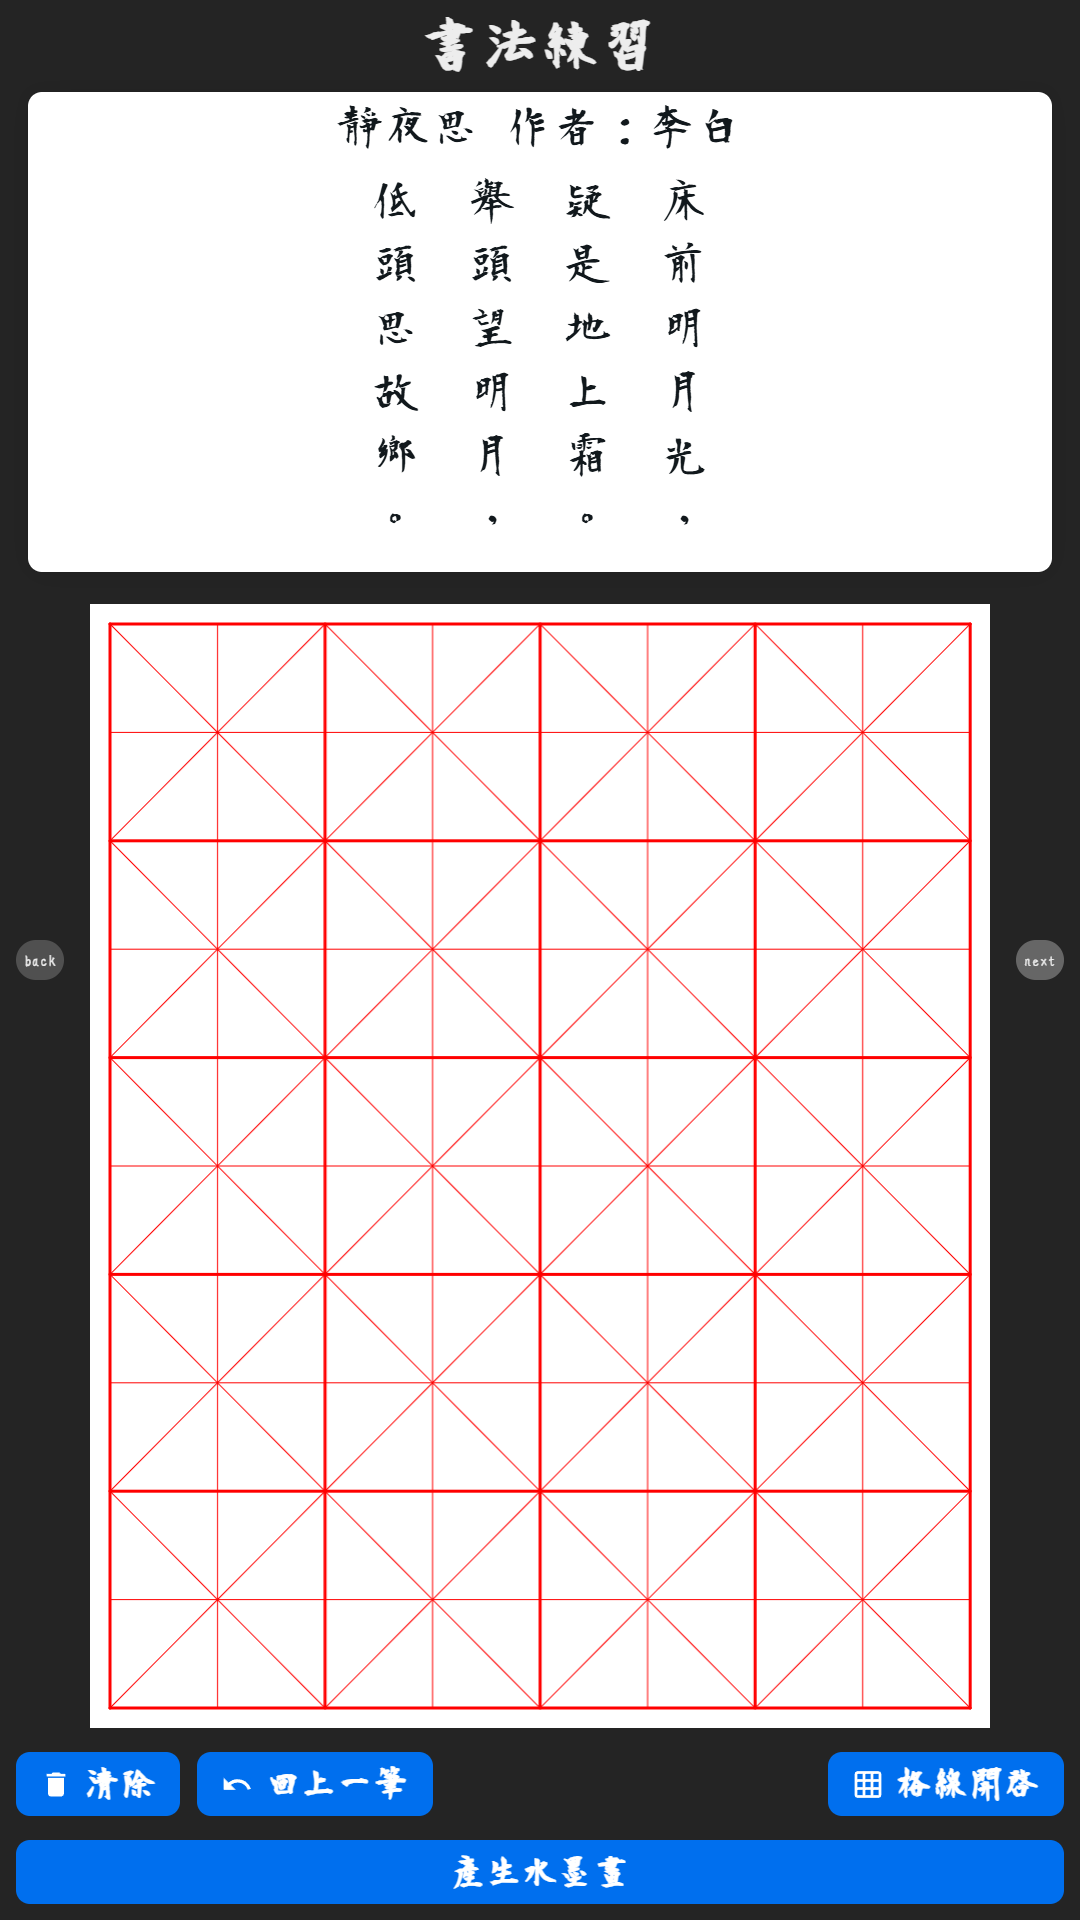 書法練習
靜夜思 作者：李白
床前明月光，
疑是地上霜。
舉頭望明月，
低頭思故鄉。
back
next
清除
回上一筆
格線開啓
產生水墨畫